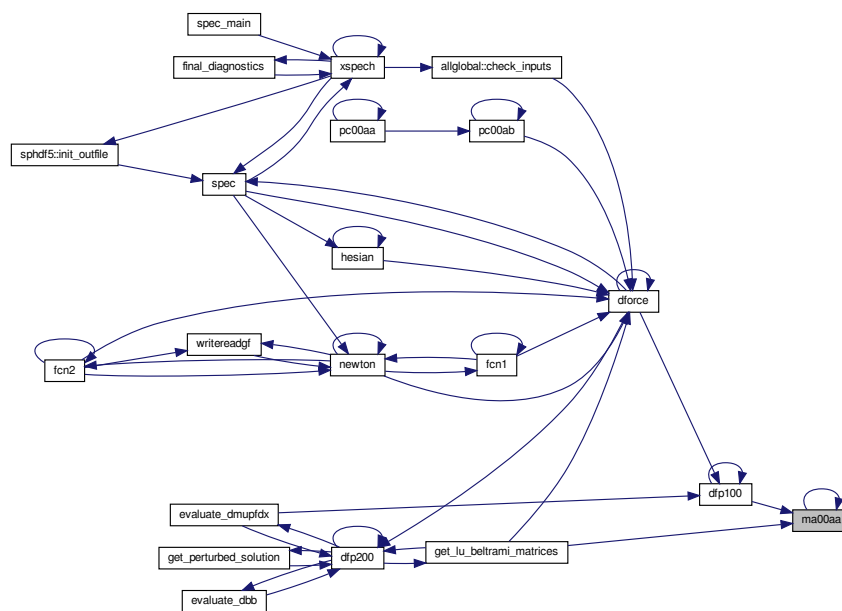 spec_main
final_diagnostics
xspech
allglobal::check_inputs
pc00aa
pc00ab
sphdf5::init_outfile
spec
hesian
dforce
writereadgf
fcn2
newton
fcn1
dfp100
evaluate_dmupfdx
ma00aa
get_perturbed_solution
dfp200
get_lu_beltrami_matrices
evaluate_dbb